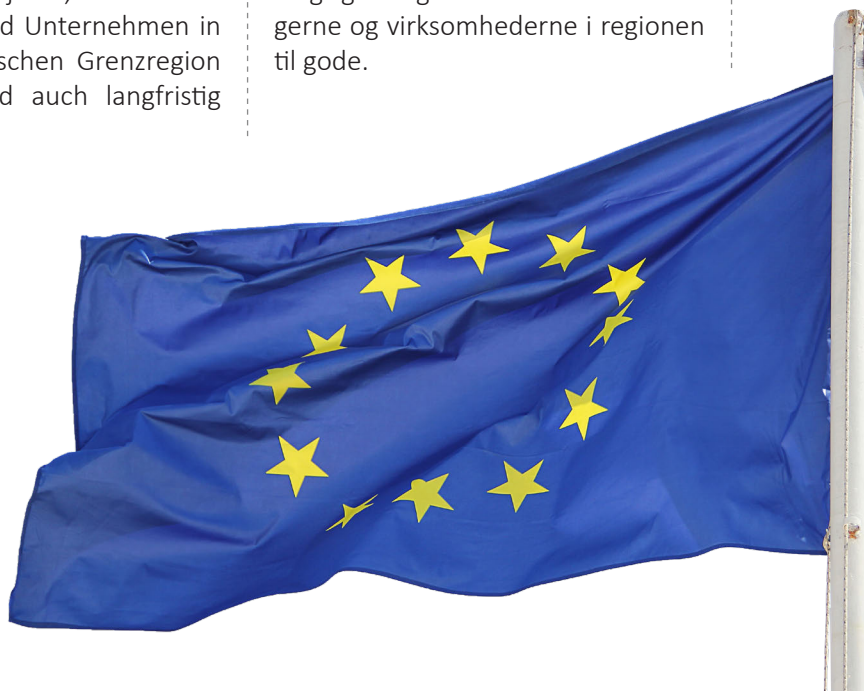 d Unternehmen in
schen Grenzregion
d auch langfristig
gerne og virksomhederne i regionen
til gode.